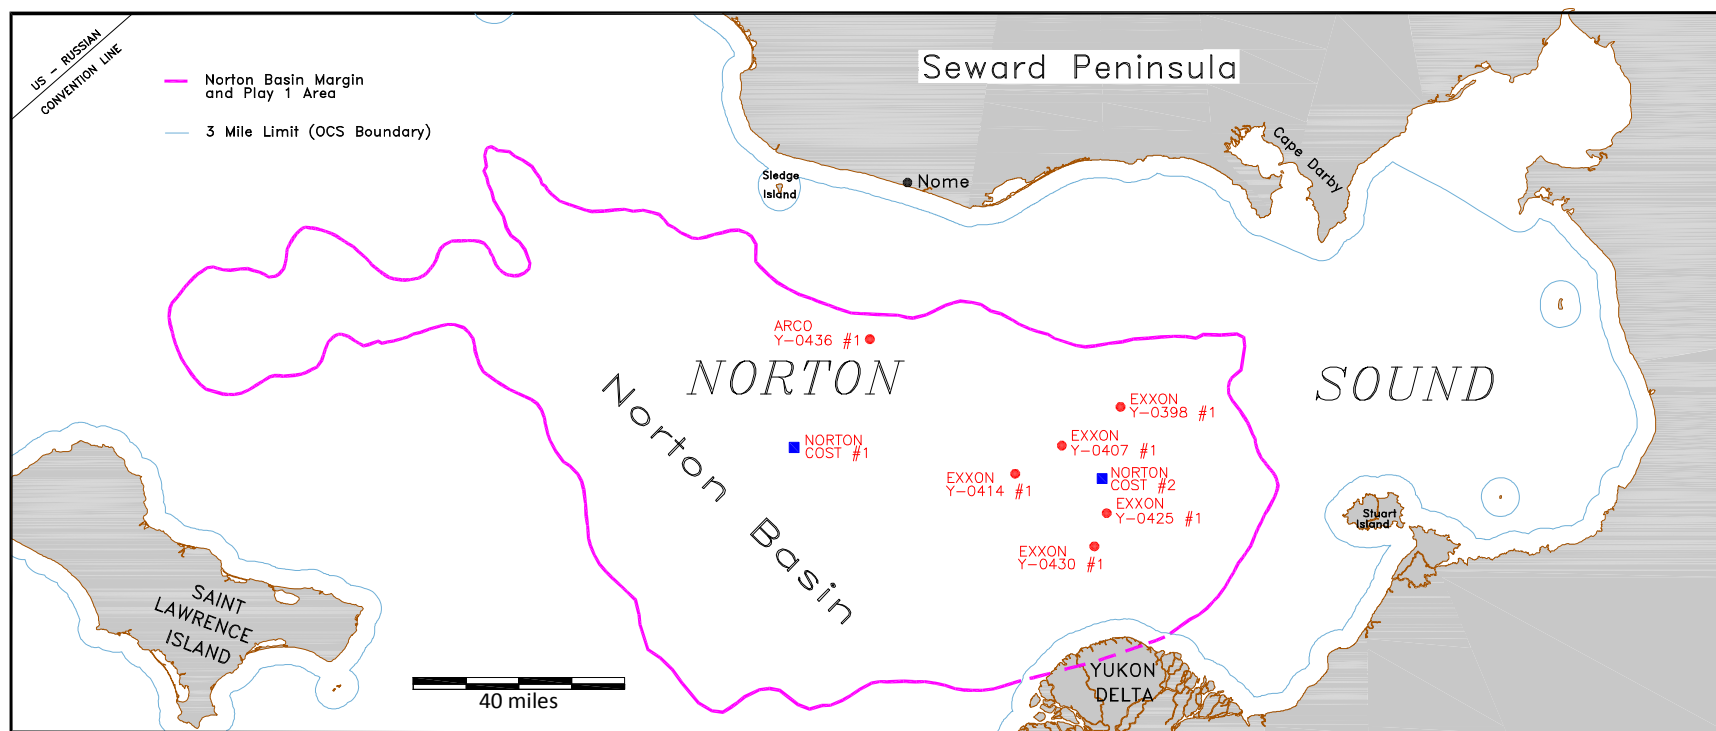 US - RUSSIAN
CONVENTION LINE
Norton Basin Margin
and Play 1 Area
3 Mile Limit (OCS Boundary)
Seward Peninsula
Cape Darby
Sledge
Island
Nome
ARCO
Y-0436 #1
NORTON
SOUND
Norton Basin
EXXON
Y-0398 #1
NORTON
COST #1
EXXON
Y-0407 #1
EXXON
Y-0414 #1
NORTON
COST #2
EXXON
Y-0425 #1
Stuart
Island
EXXON
Y-0430 #1
SAINT
LAWRENCE
ISLAND
YUKON
DELTA
40 miles